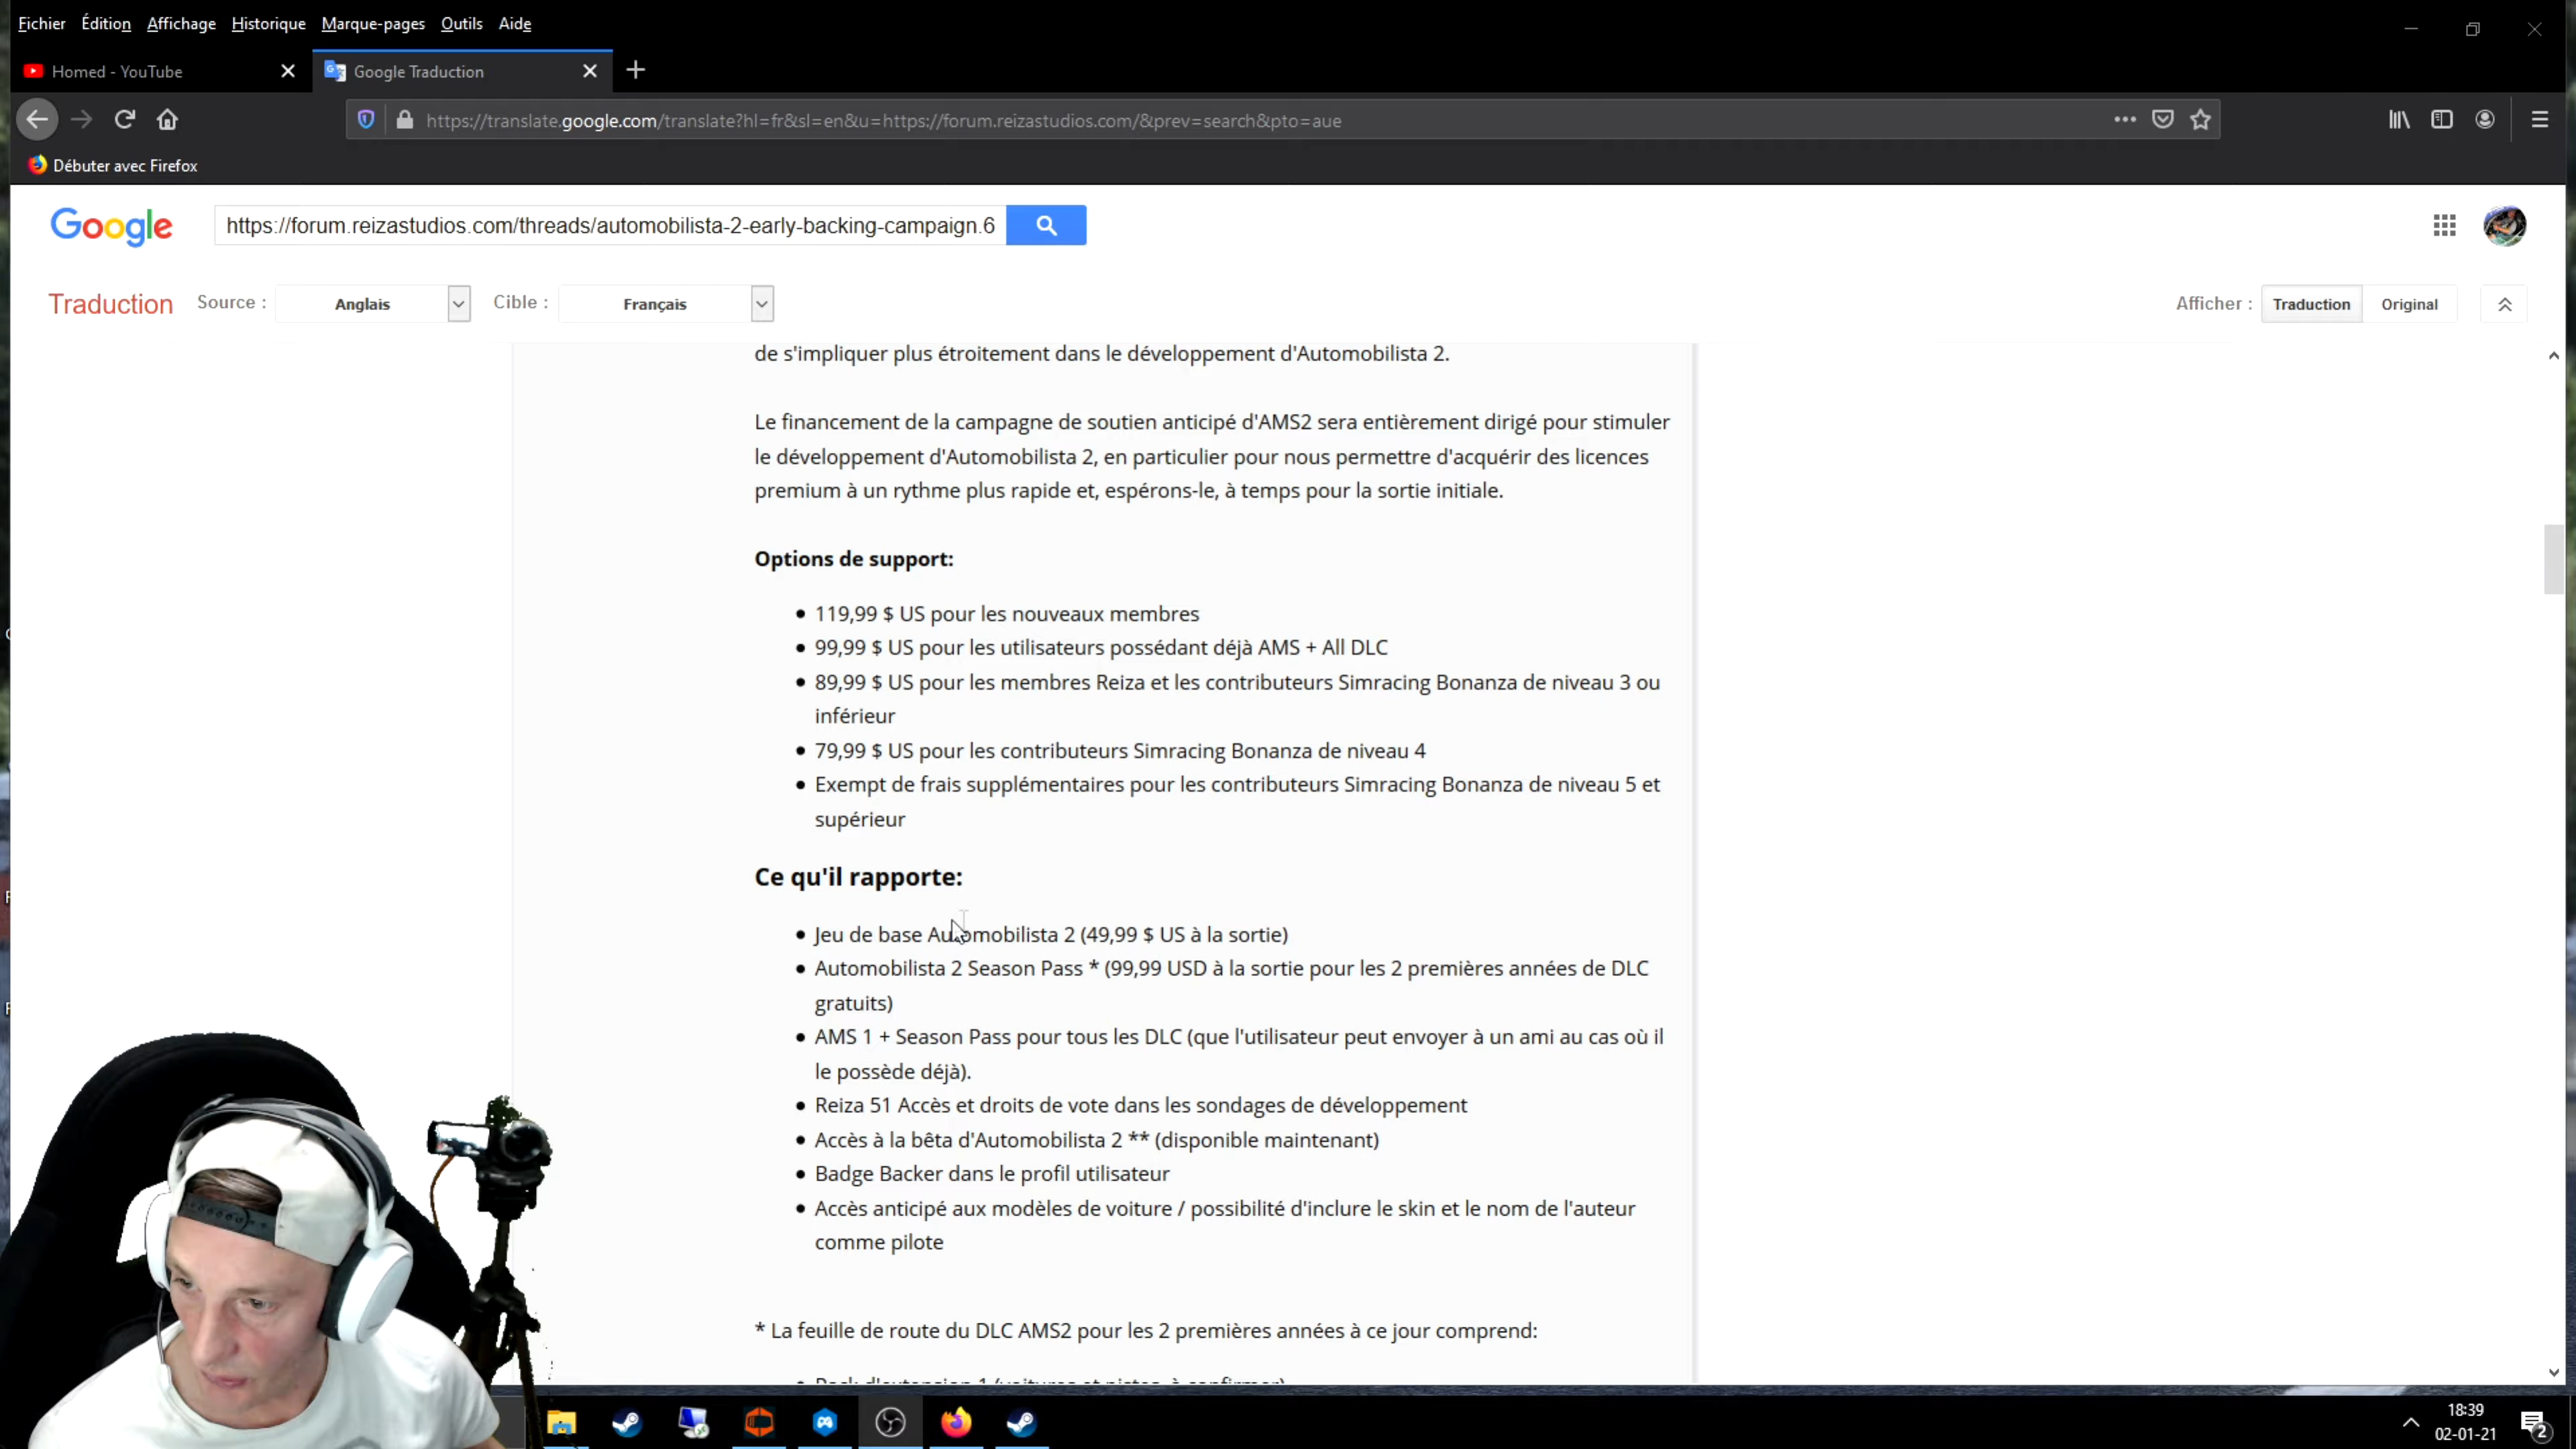 Fichier Édition Affichage Historique Marque-pages Outils Aide
Homed - YouTube
Google Traduction
https://translate.google.com/translate?hl=fr&sl=en&u=https://forum.reizastudios.com/&prev=search&pto=aue
Débuter avec Firefox
Google
https://forum.reizastudios.com/threads/automobilista-2-early-backing-campaign.6
Traduction Source : Anglais Cible : Français Afficher : Traduction Original
de s'impliquer plus étroitement dans le développement d'Automobilista 2.
Le financement de la campagne de soutien anticipé d'AMS2 sera entièrement dirigé pour stimuler
le développement d'Automobilista 2, en particulier pour nous permettre d'acquérir des licences
premium à un rythme plus rapide et, espérons-le, à temps pour la sortie initiale.
Options de support:
119,99 $ US pour les nouveaux membres
99,99 $ US pour les utilisateurs possédant déjà AMS + All DLC
89,99 $ US pour les membres Reiza et les contributeurs Simracing Bonanza de niveau 3 ou
inférieur
79,99 $ US pour les contributeurs Simracing Bonanza de niveau 4
Exempt de frais supplémentaires pour les contributeurs Simracing Bonanza de niveau 5 et
supérieur
Ce qu'il rapporte:
Jeu de base Automobilista 2 (49,99 $ US à la sortie)
Automobilista 2 Season Pass * (99,99 USD à la sortie pour les 2 premières années de DLC
gratuits)
AMS 1 + Season Pass pour tous les DLC (que l'utilisateur peut envoyer à un ami au cas où il
le possède déjà).
Reiza 51 Accès et droits de vote dans les sondages de développement
Accès à la bêta d'Automobilista 2 ** (disponible maintenant)
Badge Backer dans le profil utilisateur
Accès anticipé aux modèles de voiture / possibilité d'inclure le skin et le nom de l'auteur
comme pilote
* La feuille de route du DLC AMS2 pour les 2 premières années à ce jour comprend:
Pack d'extension 1 (voitures et pistes à confirmer)
18:39
02-01-21
2